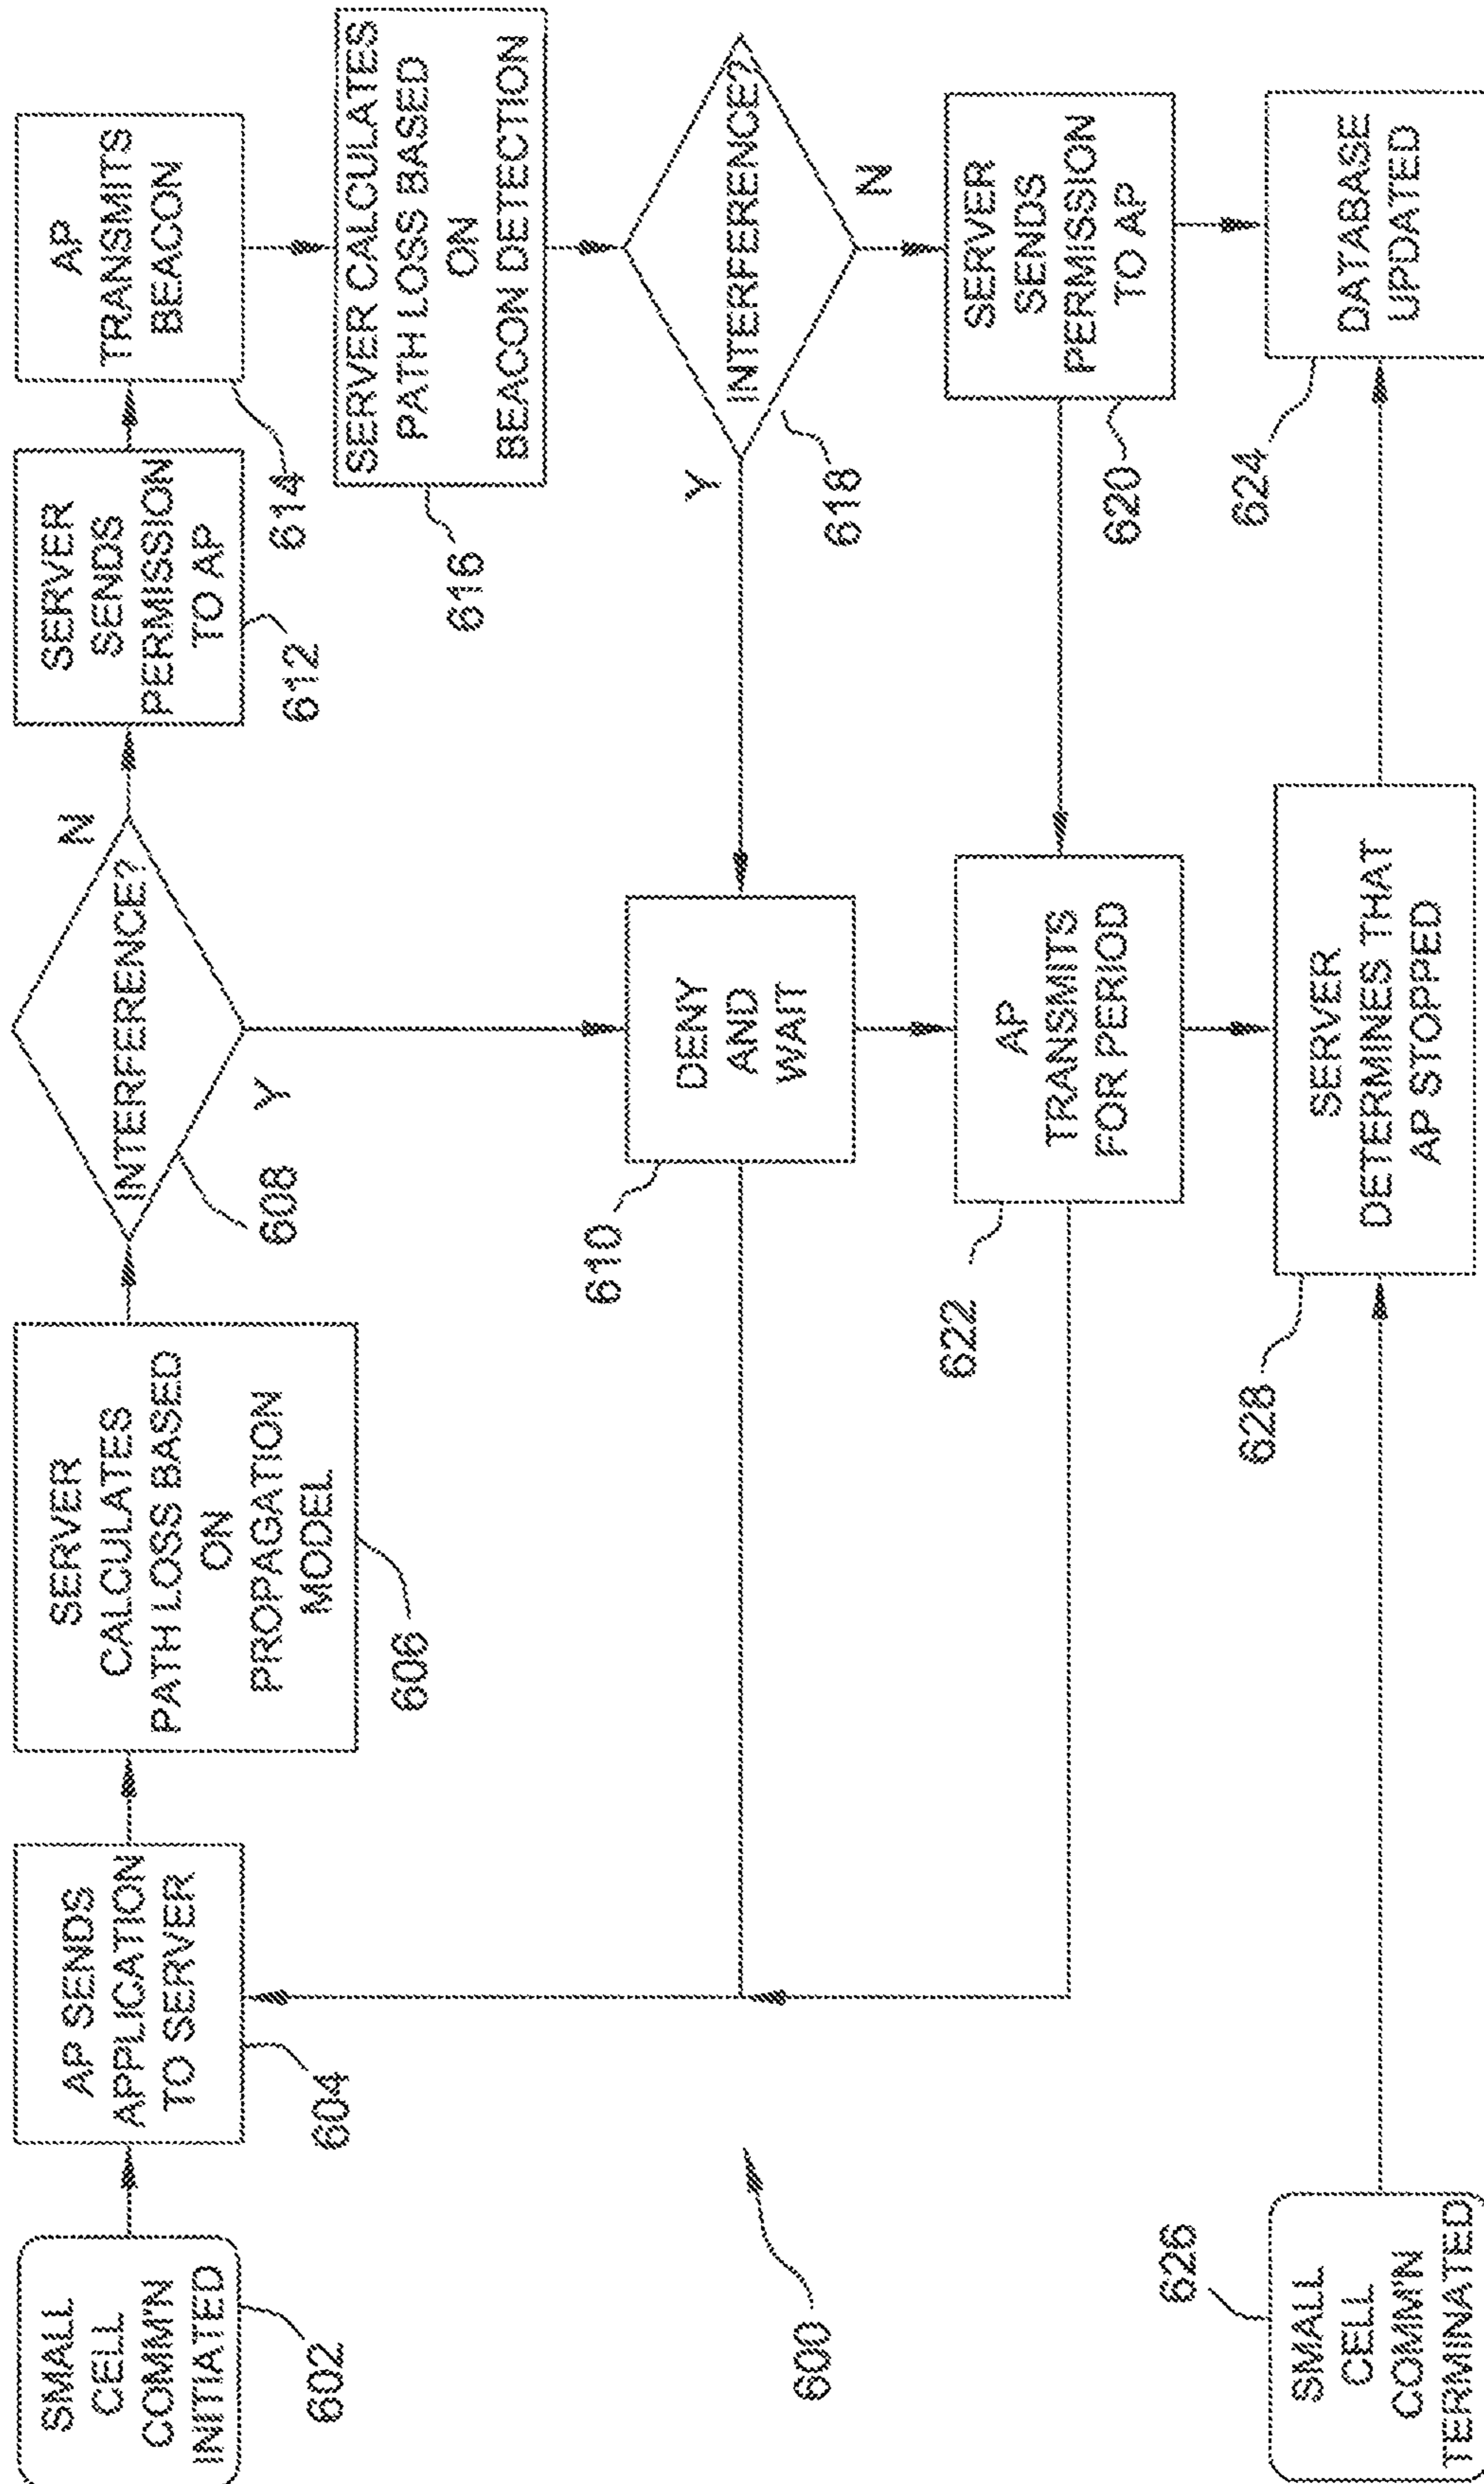 SMALL
CELL
COMM'N
INITIATED
602
AP SENDS
APPLICATION
TO SERVER
604
SERVER
CALCULATES
PATH LOSS BASED
ON
PROPAGATION
MODEL
606
INTERFERENCE?
N
Y
608
SERVER
SENDS
PERMISSION
TO AP
612
AP
TRANSMITS
BEACON
614
SERVER CALCULATES
PATH LOSS BASED
ON
BEACON DETECTION
616
INTERFERENCE?
Y
N
618
DENY
AND
WAIT
610
SERVER
SENDS
PERMISSION
TO AP
620
AP
TRANSMITS
FOR PERIOD
622
DATABASE
UPDATED
624
600
SMALL
CELL
COMM'N
TERMINATED
626
SERVER
DETERMINES THAT
AP STOPPED
628